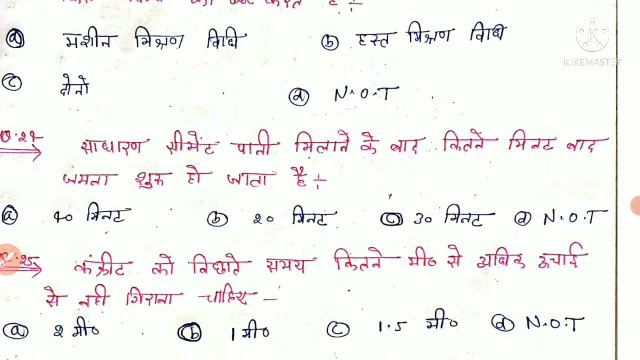 ⓐ मशीन मिश्रण विधि ⓑ हस्त मिश्रण विधि
KINEMASTER
ⓒ दोनो ⓓ N.O.T
साधारण सीमेंट पानी मिलाने के बाद कितने मिनट बाद
जमना शुरू हो जाता है ÷
ⓐ 40 मिनट ⓑ 20 मिनट ⓒ 30 मिनट ⓓ N.O.T
Q.25 कंक्रीट को बिछाते समय कितने मी० से अधिक ऊचाई
से नही गिराना चाहिए -
ⓐ 2 मी० ⓑ 1 मी० ⓒ 1.5 मी० ⓓ N.O.T